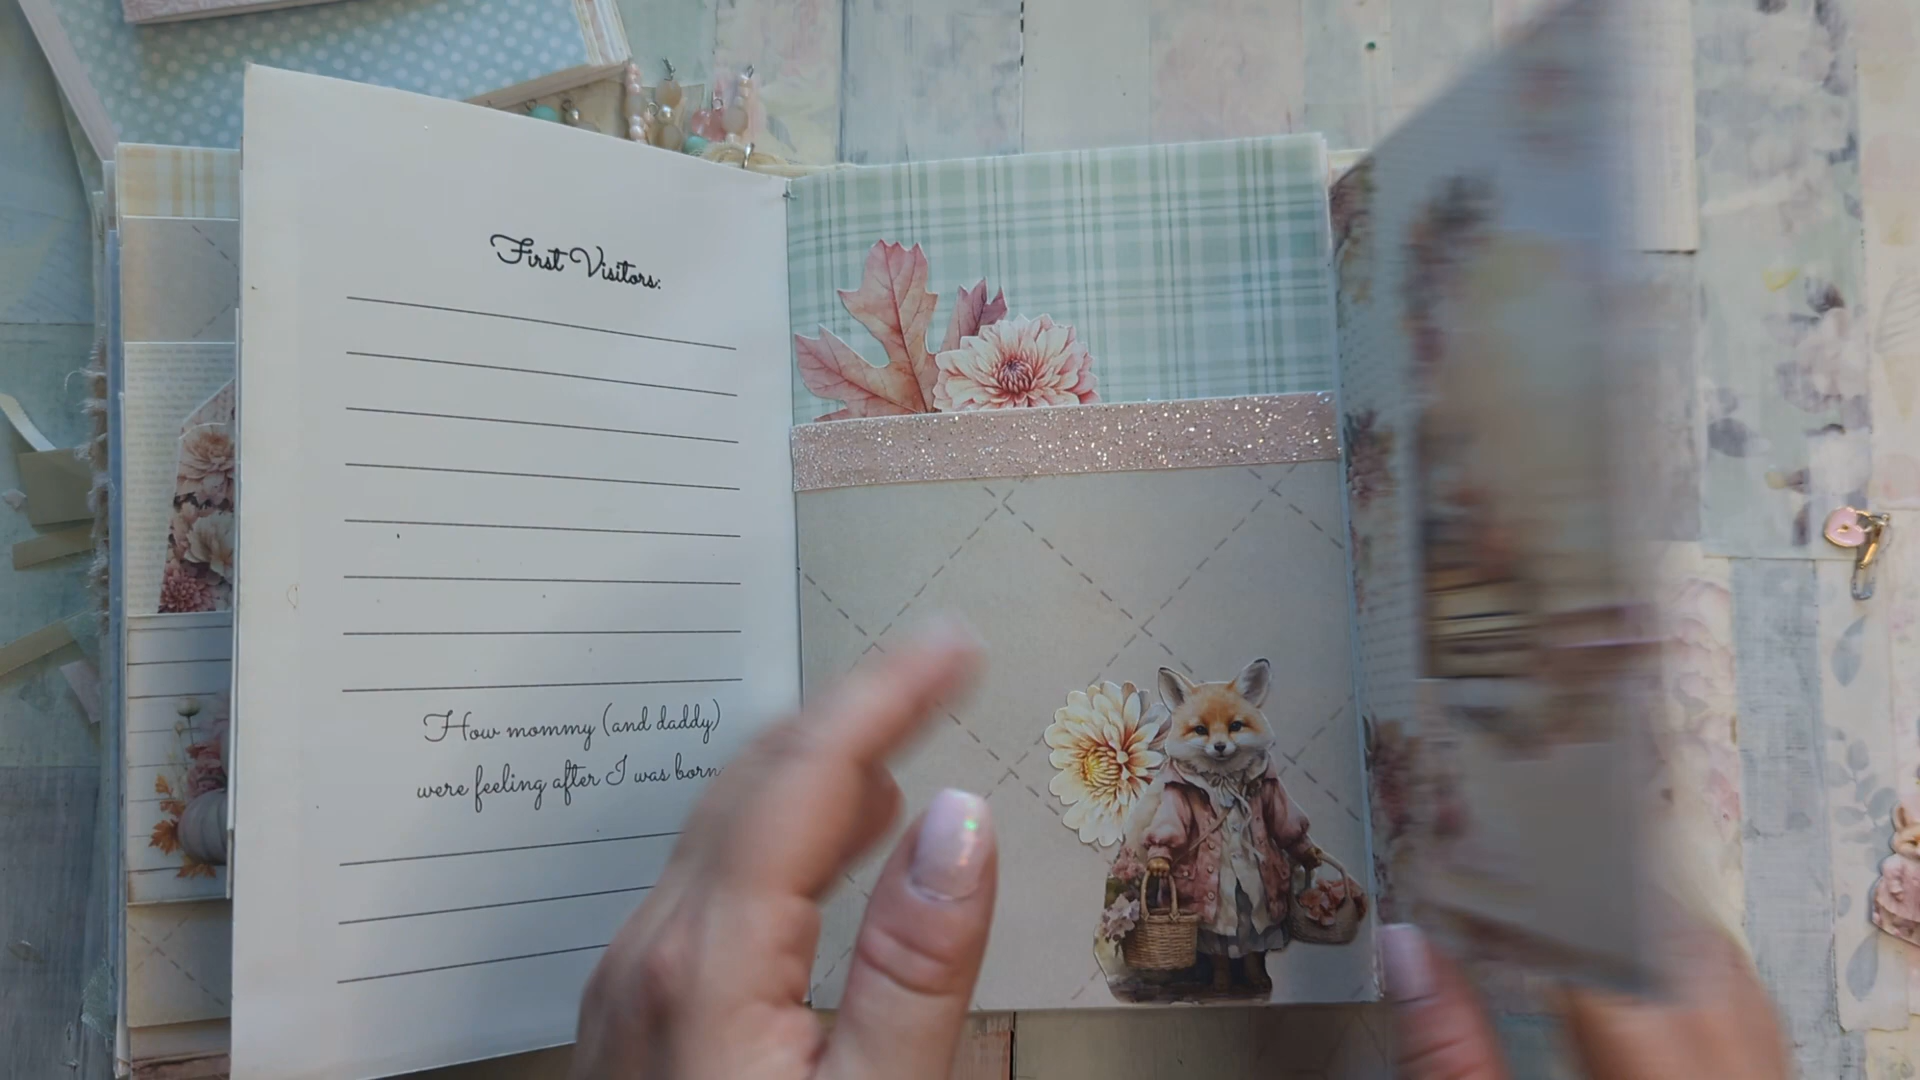 First Visitors:
How mommy (and daddy)
were feeling after I was born: